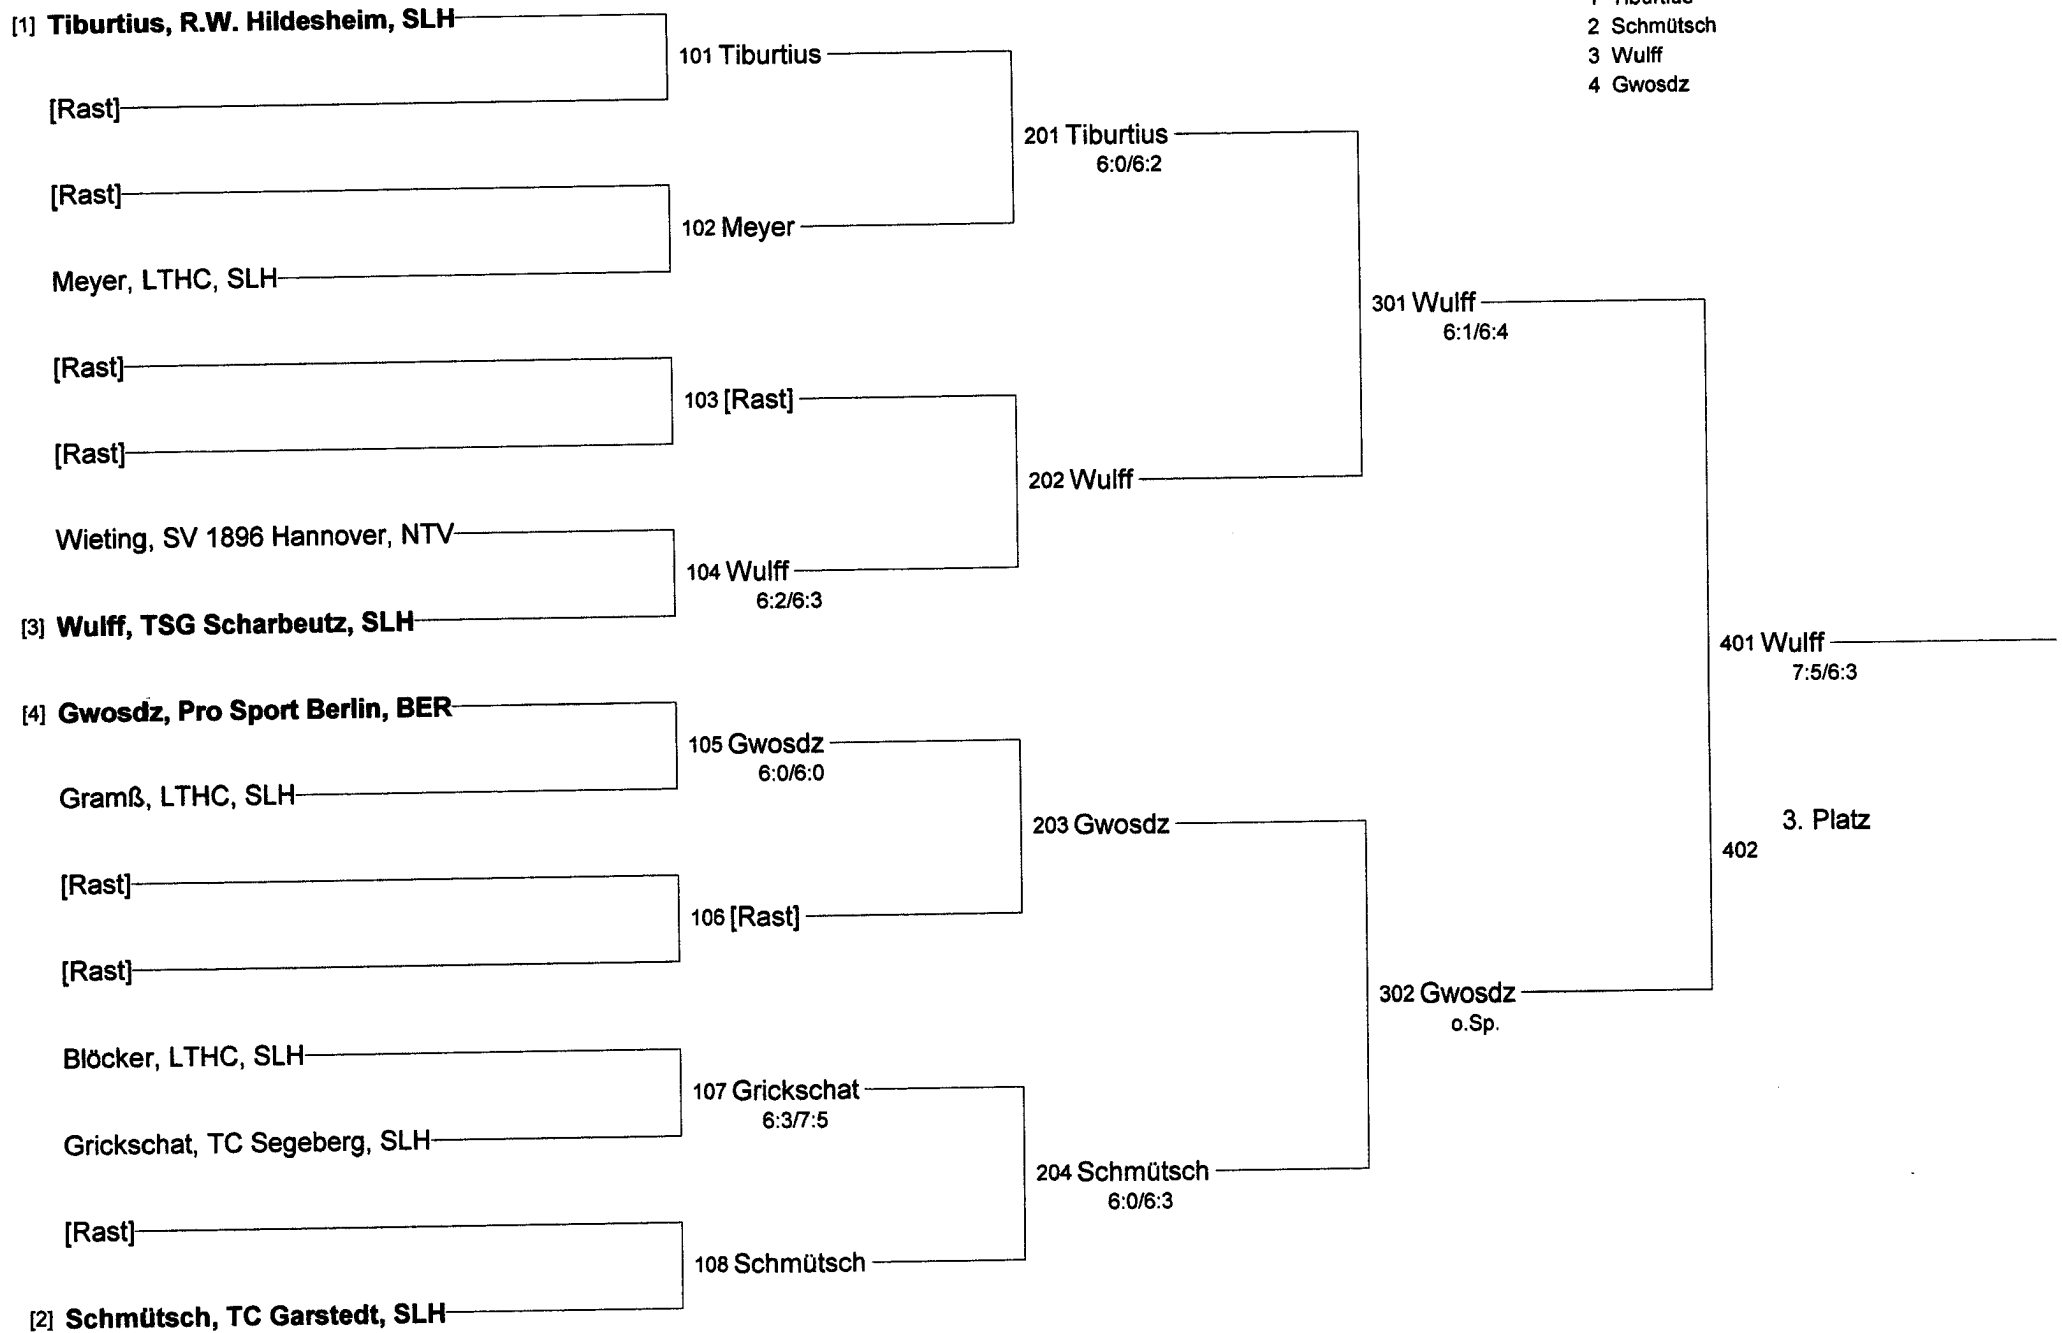 [1] Tiburtius, R.W. Hildesheim, SLH
[Rast]
[Rast]
Meyer, LTHC, SLH
[Rast]
[Rast]
Wieting, SV 1896 Hannover, NTV
[3] Wulff, TSG Scharbeutz, SLH
[4] Gwosdz, Pro Sport Berlin, BER
Gramß, LTHC, SLH
[Rast]
[Rast]
Blöcker, LTHC, SLH
Grickschat, TC Segeberg, SLH
[Rast]
[2] Schmütsch, TC Garstedt, SLH
101 Tiburtius
102 Meyer
103 [Rast]
104 Wulff
6:2/6:3
105 Gwosdz
6:0/6:0
106 [Rast]
107 Grickschat
6:3/7:5
108 Schmütsch
201 Tiburtius
6:0/6:2
202 Wulff
203 Gwosdz
204 Schmütsch
6:0/6:3
301 Wulff
6:1/6:4
302 Gwosdz
o.Sp.
401 Wulff
7:5/6:3
3. Platz
402
1 Tiburtius
2 Schmütsch
3 Wulff
4 Gwosdz